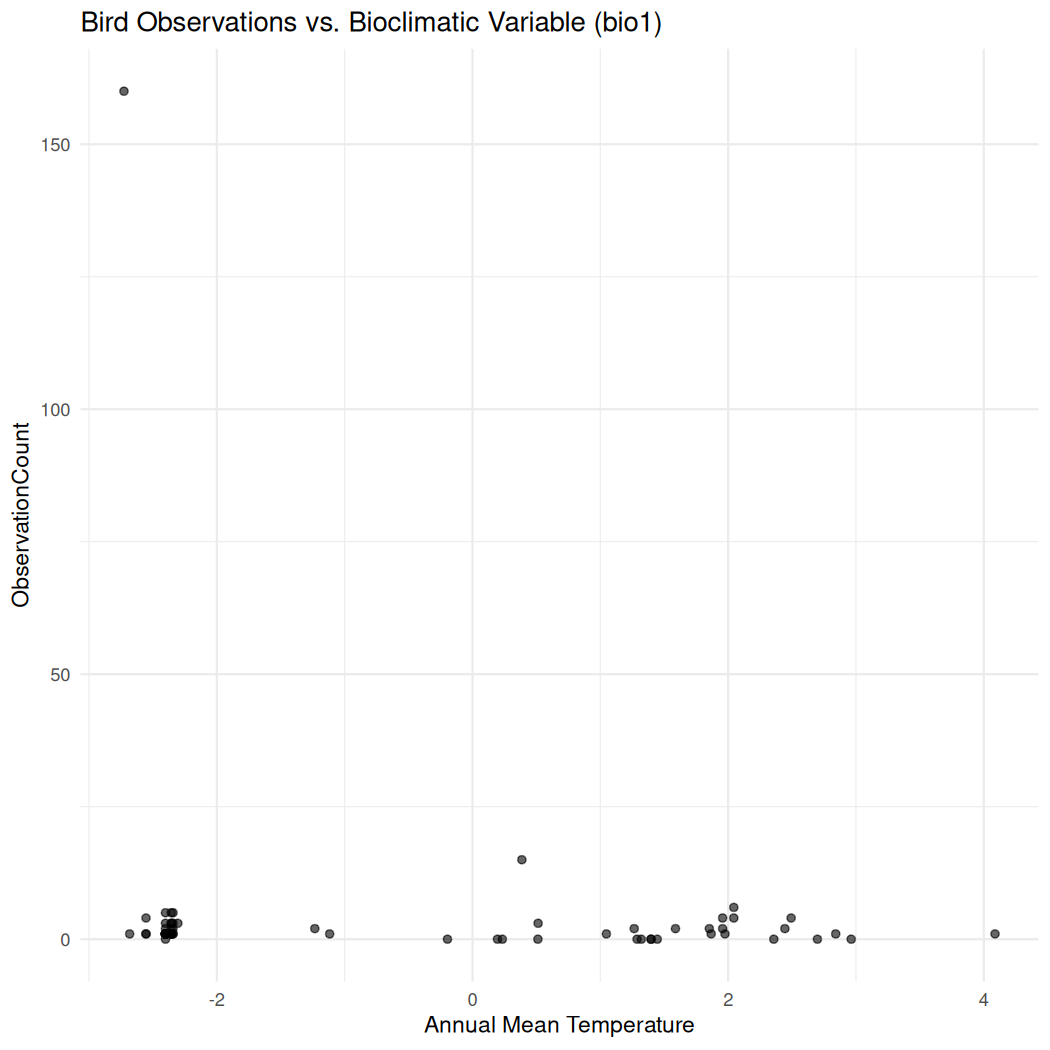 Bird Observations vs. Bioclimatic Variable (bio1)
150
100
50
0
ObservationCount
-2
0
2
4
Annual Mean Temperature